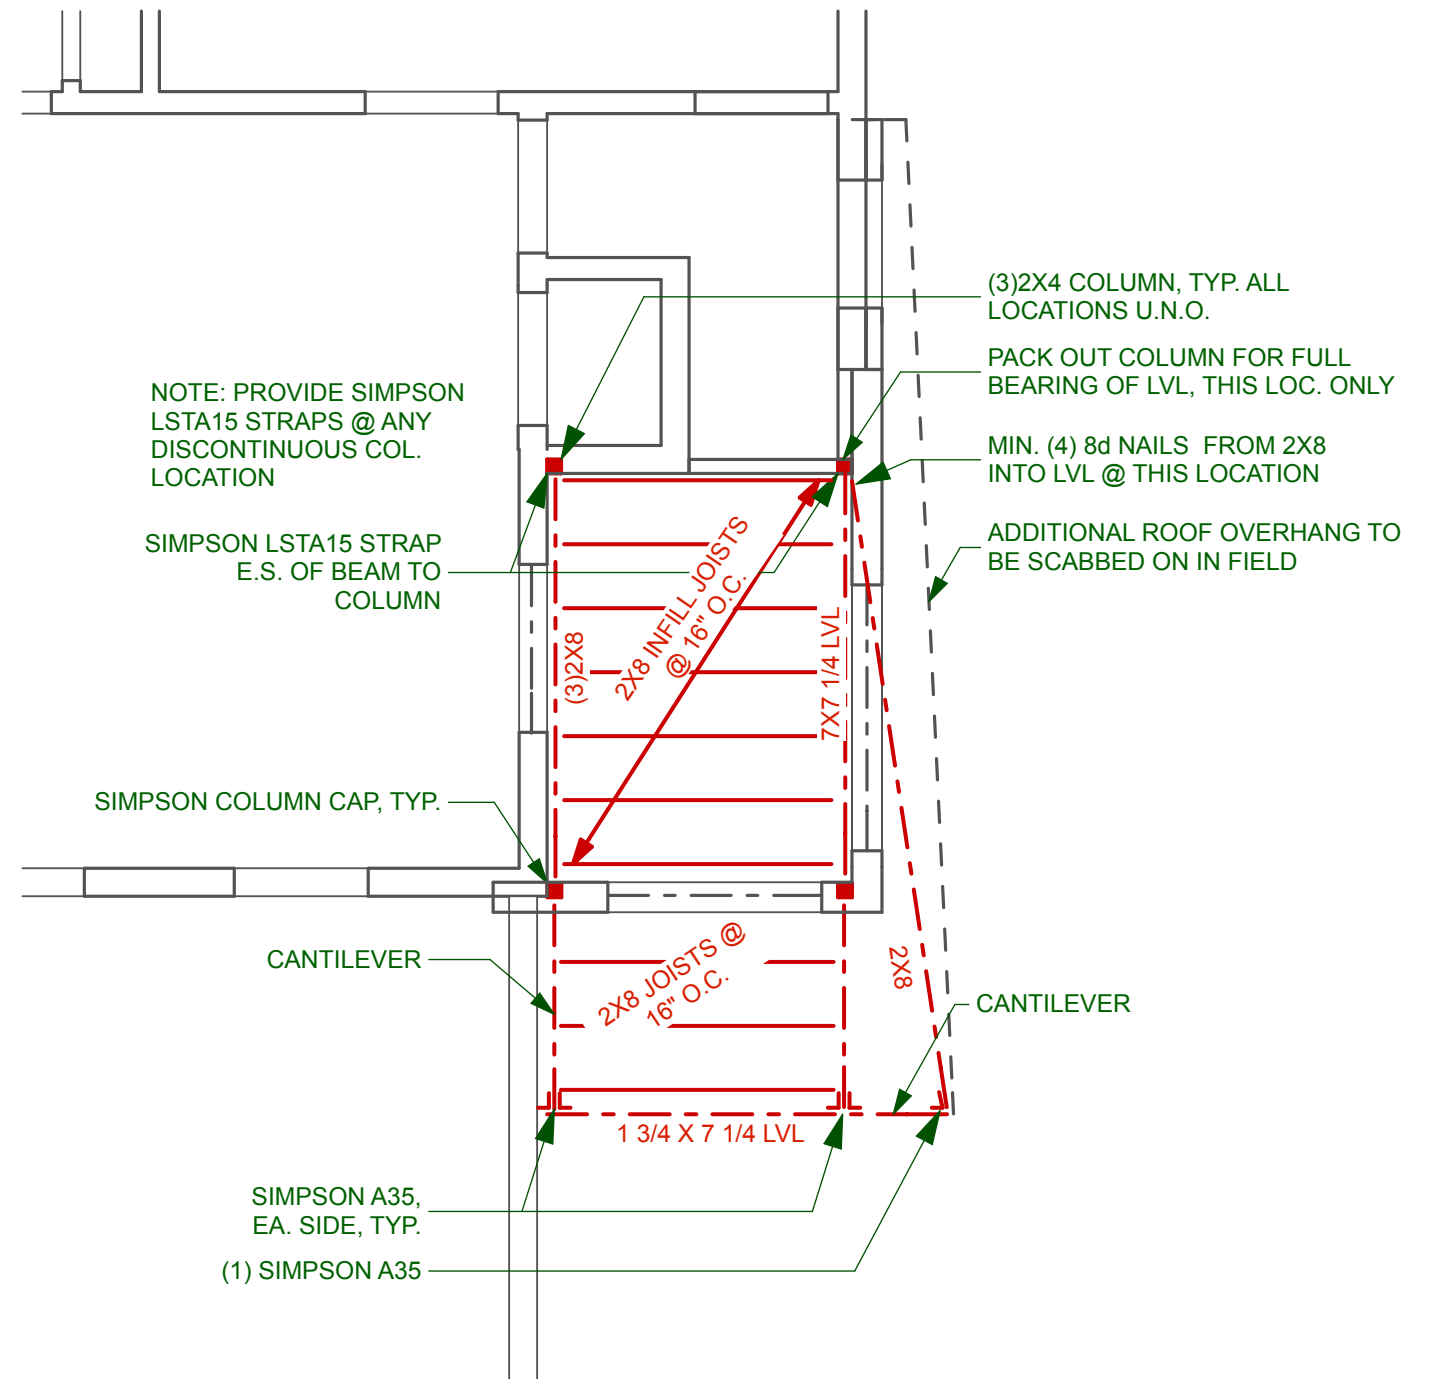 (3)2X4 COLUMN, TYP. ALL
LOCATIONS U.N.O.
PACK OUT COLUMN FOR FULL
BEARING OF LVL, THIS LOC. ONLY
NOTE: PROVIDE SIMPSON
LSTA15 STRAPS @ ANY
DISCONTINUOUS COL.
LOCATION
MIN. (4) 8d NAILS FROM 2X8
INTO LVL @ THIS LOCATION
SIMPSON LSTA15 STRAP
E.S. OF BEAM TO
COLUMN
ADDITIONAL ROOF OVERHANG TO
BE SCABBED ON IN FIELD
(3)2X8
2X8 INFILL JOISTS
@ 16" O.C.
7X7 1/4 LVL
SIMPSON COLUMN CAP, TYP.
CANTILEVER
2X8 JOISTS @
16" O.C.
2X8
CANTILEVER
1 3/4 X 7 1/4 LVL
SIMPSON A35,
EA. SIDE, TYP.
(1) SIMPSON A35